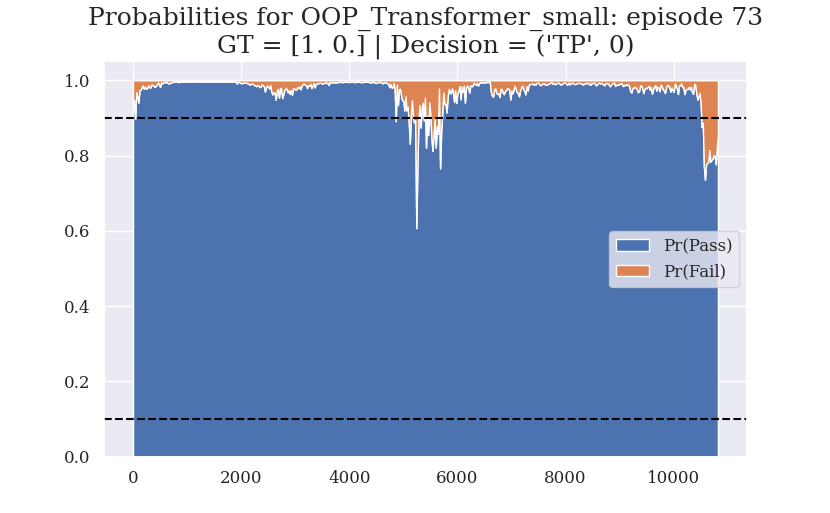 Probabilities for OOP_Transformer_small: episode 73
GT = [1. 0.] | Decision = ('TP', 0)
1.0
0.8
0.6
0.4
0.2
0.0
Pr(Pass)
Pr(Fail)
0 2000 4000 6000 8000 10000